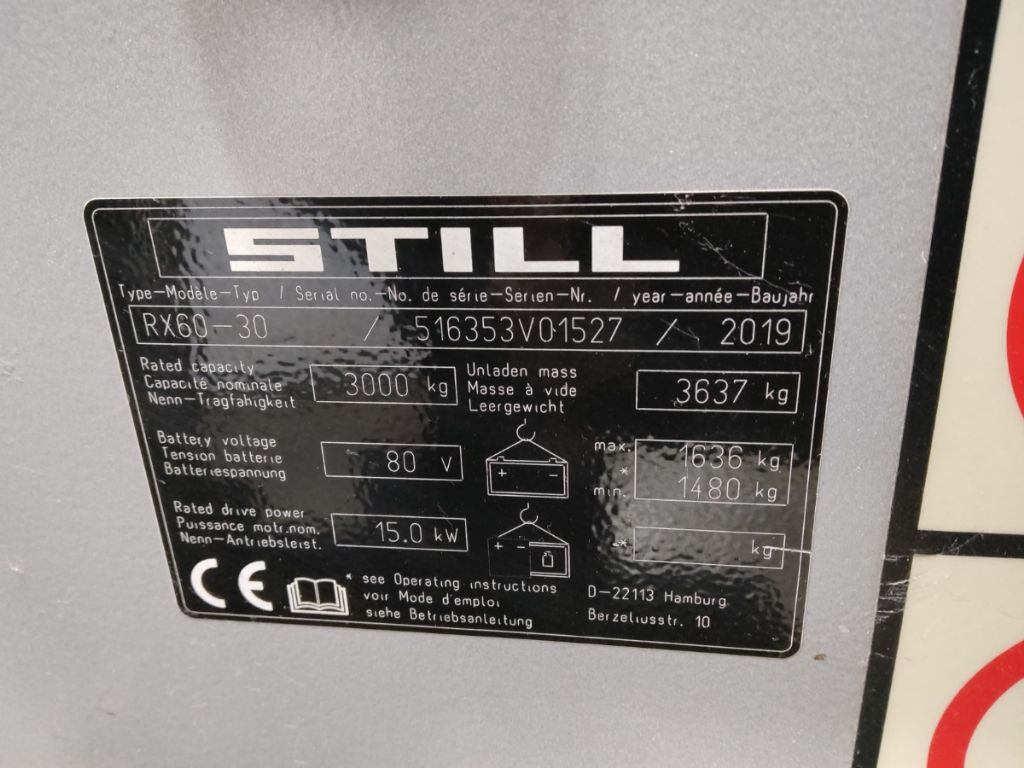 STILL
Type-Modèle-Typ / Serial no.-No. de série-Serien-Nr. / year-année-Baujahr
RX60-30 / 516353V01527 / 2019
Rated capacity
Capacité nominale
Nenn-Tragfähigkeit
3000 kg
Unladen mass
Masse à vide
Leergewicht
3637 kg
Battery voltage
Tension batterie
Batteriespannung
80 V
+ -
max. 1636 kg
*
min. 1480 kg
Rated drive power
Puissance motr.nom.
Nenn-Antriebsleist.
15.0 kW
+ -
* kg
CE
* see Operating instructions
voir Mode d'emploi
siehe Betriebsanleitung
D-22113 Hamburg
Berzeliusstr. 10